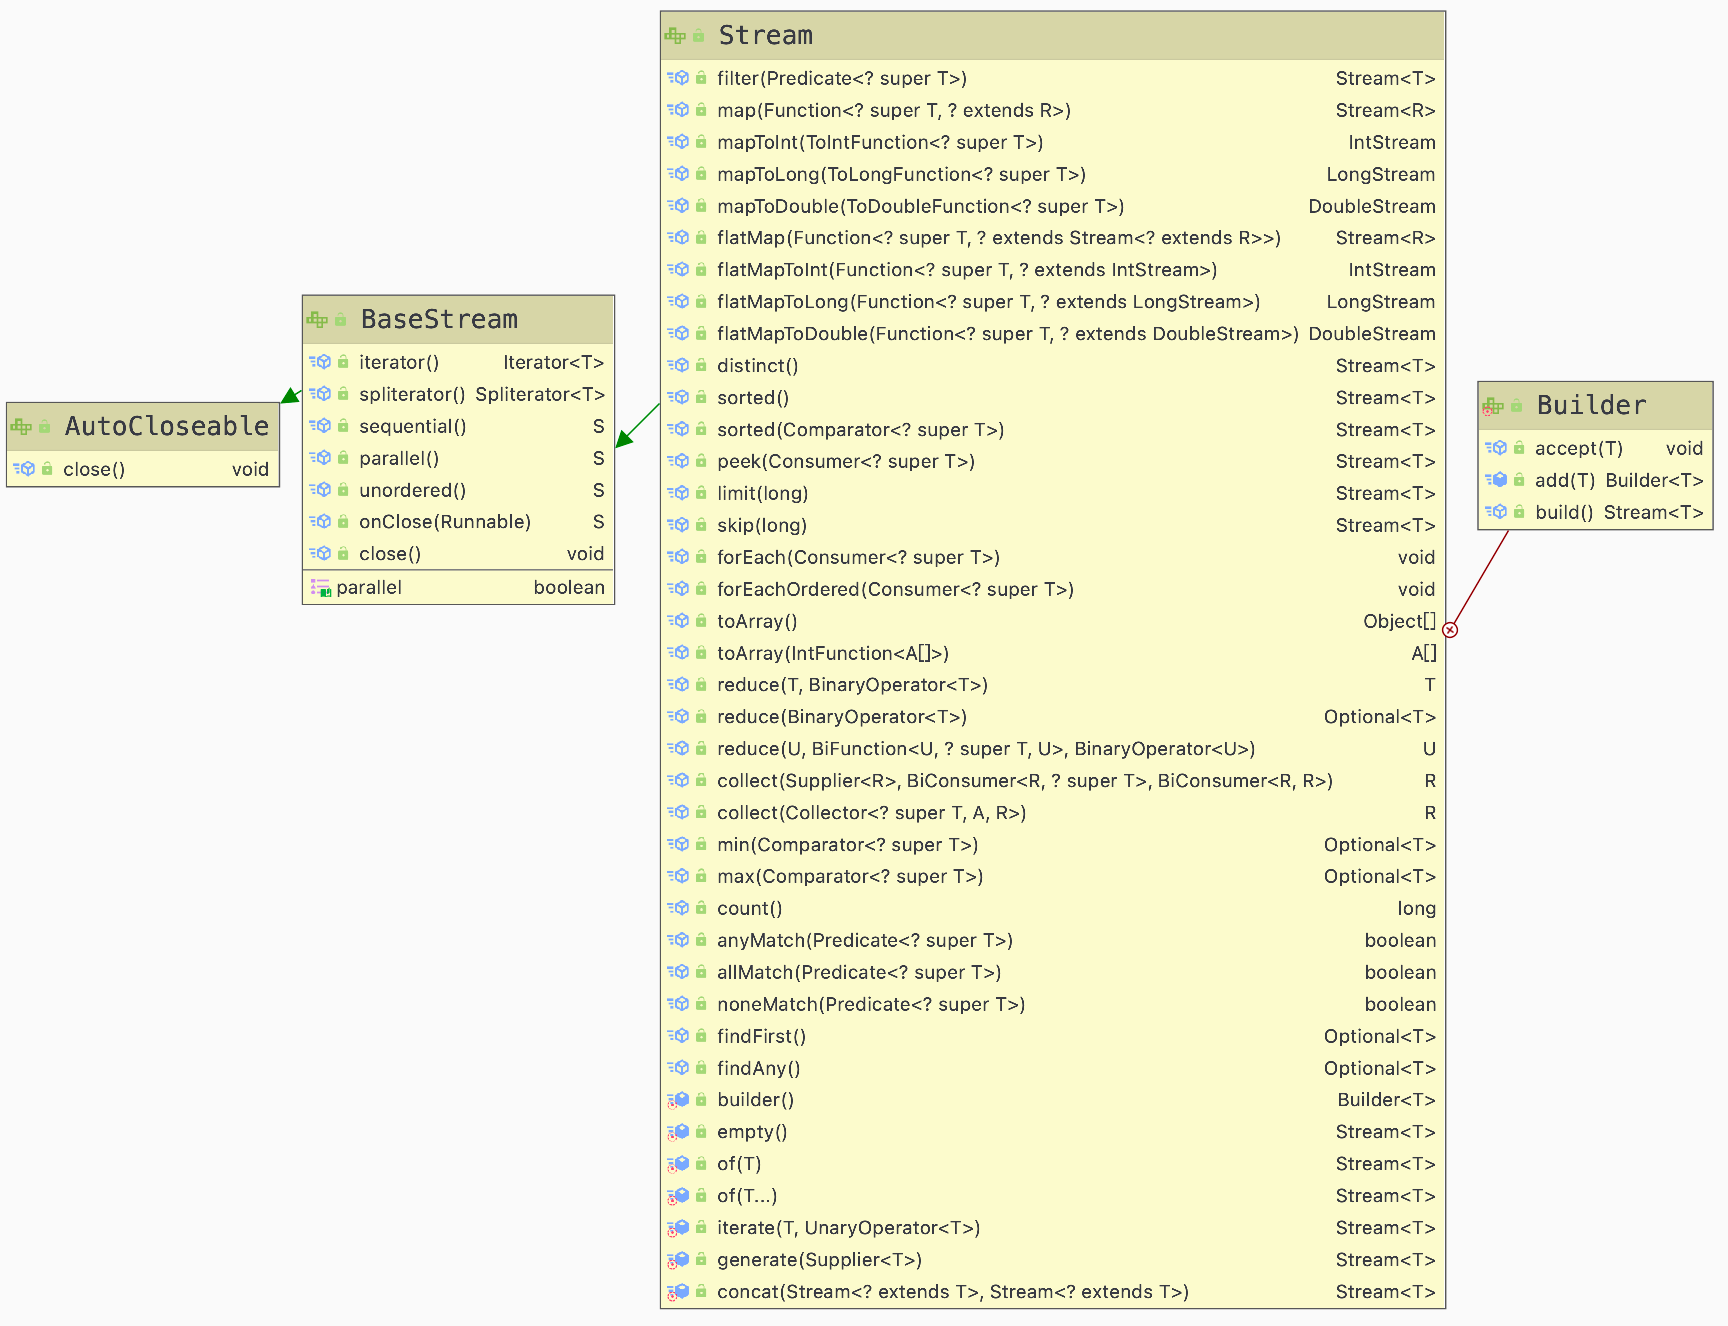 AutoCloseable
close() void
BaseStream
iterator() Iterator<T>
spliterator() Spliterator<T>
sequential() S
parallel() S
unordered() S
onClose(Runnable) S
close() void
parallel boolean
Stream
filter(Predicate<? super T>) Stream<T>
map(Function<? super T, ? extends R>) Stream<R>
mapToInt(ToIntFunction<? super T>) IntStream
mapToLong(ToLongFunction<? super T>) LongStream
mapToDouble(ToDoubleFunction<? super T>) DoubleStream
flatMap(Function<? super T, ? extends Stream<? extends R>>) Stream<R>
flatMapToInt(Function<? super T, ? extends IntStream>) IntStream
flatMapToLong(Function<? super T, ? extends LongStream>) LongStream
flatMapToDouble(Function<? super T, ? extends DoubleStream>) DoubleStream
distinct() Stream<T>
sorted() Stream<T>
sorted(Comparator<? super T>) Stream<T>
peek(Consumer<? super T>) Stream<T>
limit(long) Stream<T>
skip(long) Stream<T>
forEach(Consumer<? super T>) void
forEachOrdered(Consumer<? super T>) void
toArray() Object[]
toArray(IntFunction<A[]>) A[]
reduce(T, BinaryOperator<T>) T
reduce(BinaryOperator<T>) Optional<T>
reduce(U, BiFunction<U, ? super T, U>, BinaryOperator<U>) U
collect(Supplier<R>, BiConsumer<R, ? super T>, BiConsumer<R, R>) R
collect(Collector<? super T, A, R>) R
min(Comparator<? super T>) Optional<T>
max(Comparator<? super T>) Optional<T>
count() long
anyMatch(Predicate<? super T>) boolean
allMatch(Predicate<? super T>) boolean
noneMatch(Predicate<? super T>) boolean
findFirst() Optional<T>
findAny() Optional<T>
builder() Builder<T>
empty() Stream<T>
of(T) Stream<T>
of(T...) Stream<T>
iterate(T, UnaryOperator<T>) Stream<T>
generate(Supplier<T>) Stream<T>
concat(Stream<? extends T>, Stream<? extends T>) Stream<T>
Builder
accept(T) void
add(T) Builder<T>
build() Stream<T>